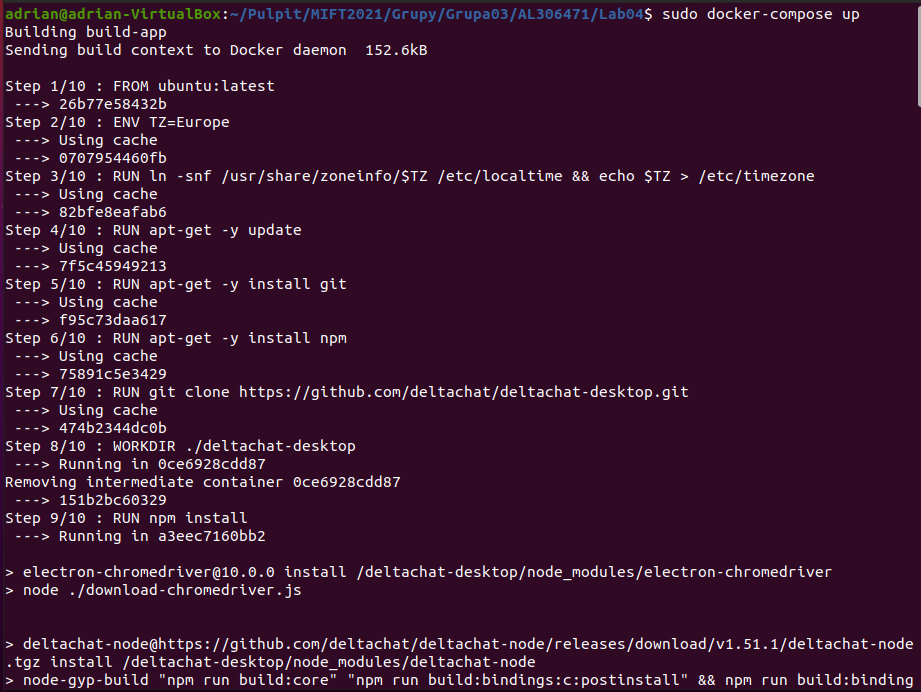 adrian@adrian-VirtualBox:~/Pulpit/MIFT2021/Grupy/Grupa03/AL306471/Lab04$ sudo docker-compose up
Building build-app
Sending build context to Docker daemon  152.6kB
Step 1/10 : FROM ubuntu:latest
 ---> 26b77e58432b
Step 2/10 : ENV TZ=Europe
 ---> Using cache
 ---> 0707954460fb
Step 3/10 : RUN ln -snf /usr/share/zoneinfo/$TZ /etc/localtime && echo $TZ > /etc/timezone
 ---> Using cache
 ---> 82bfe8eafab6
Step 4/10 : RUN apt-get -y update
 ---> Using cache
 ---> 7f5c45949213
Step 5/10 : RUN apt-get -y install git
 ---> Using cache
 ---> f95c73daa617
Step 6/10 : RUN apt-get -y install npm
 ---> Using cache
 ---> 75891c5e3429
Step 7/10 : RUN git clone https://github.com/deltachat/deltachat-desktop.git
 ---> Using cache
 ---> 474b2344dc0b
Step 8/10 : WORKDIR ./deltachat-desktop
 ---> Running in 0ce6928cdd87
Removing intermediate container 0ce6928cdd87
 ---> 151b2bc60329
Step 9/10 : RUN npm install
 ---> Running in a3eec7160bb2
> electron-chromedriver@10.0.0 install /deltachat-desktop/node_modules/electron-chromedriver
> node ./download-chromedriver.js
> deltachat-node@https://github.com/deltachat/deltachat-node/releases/download/v1.51.1/deltachat-node
.tgz install /deltachat-desktop/node_modules/deltachat-node
> node-gyp-build "npm run build:core" "npm run build:bindings:c:postinstall" && npm run build:binding